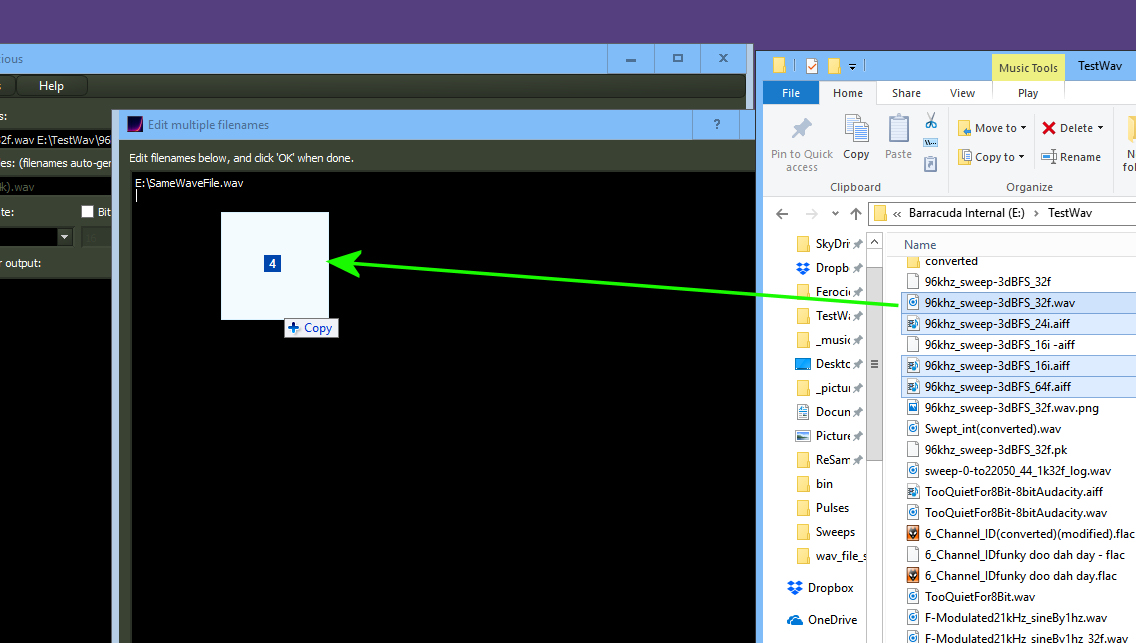 cious
Help
s:
2f.wav E:\TestWav\96
es: (filenames auto-ger
k).wav
te:
Bit
16
r output:
Edit multiple filenames
?
Edit filenames below, and click 'OK' when done.
E:\SameWaveFile.wav
4
Copy
Music Tools
TestWav
File
Home
Share
View
Play
Pin to Quick
access
Copy
Paste
Move to
Copy to
Delete
Rename
N
fol
Clipboard
Organize
« Barracuda Internal (E:) > TestWav
SkyDri
Dropb
Feroci
TestWa
_music
Deskto
_pictur
Docun
Picture
ReSam
bin
Pulses
Sweeps
wav_file_s
Dropbox
OneDrive
Name
converted
96khz_sweep-3dBFS_32f
96khz_sweep-3dBFS_32f.wav
96khz_sweep-3dBFS_24i.aiff
96khz_sweep-3dBFS_16i -aiff
96khz_sweep-3dBFS_16i.aiff
96khz_sweep-3dBFS_64f.aiff
96khz_sweep-3dBFS_32f.wav.png
Swept_int(converted).wav
96khz_sweep-3dBFS_32f.pk
sweep-0-to22050_44_1k32f_log.wav
TooQuietFor8Bit-8bitAudacity.aiff
TooQuietFor8Bit-8bitAudacity.wav
6_Channel_ID(converted)(modified).flac
6_Channel_IDfunky doo dah day - flac
6_Channel_IDfunky doo dah day.flac
TooQuietFor8Bit.wav
F-Modulated21kHz_sineBy1hz.wav
F-Modulated21kHz_sineBy1hz_32f.wav